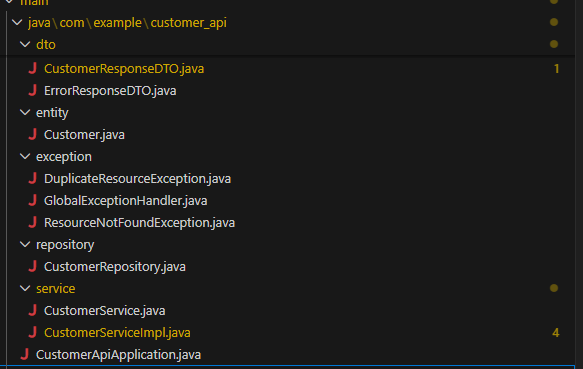 main
java\com\example\customer_api
dto
CustomerResponseDTO.java 1
ErrorResponseDTO.java
entity
Customer.java
exception
DuplicateResourceException.java
GlobalExceptionHandler.java
ResourceNotFoundException.java
repository
CustomerRepository.java
service
CustomerService.java
CustomerServiceImpl.java 4
CustomerApiApplication.java